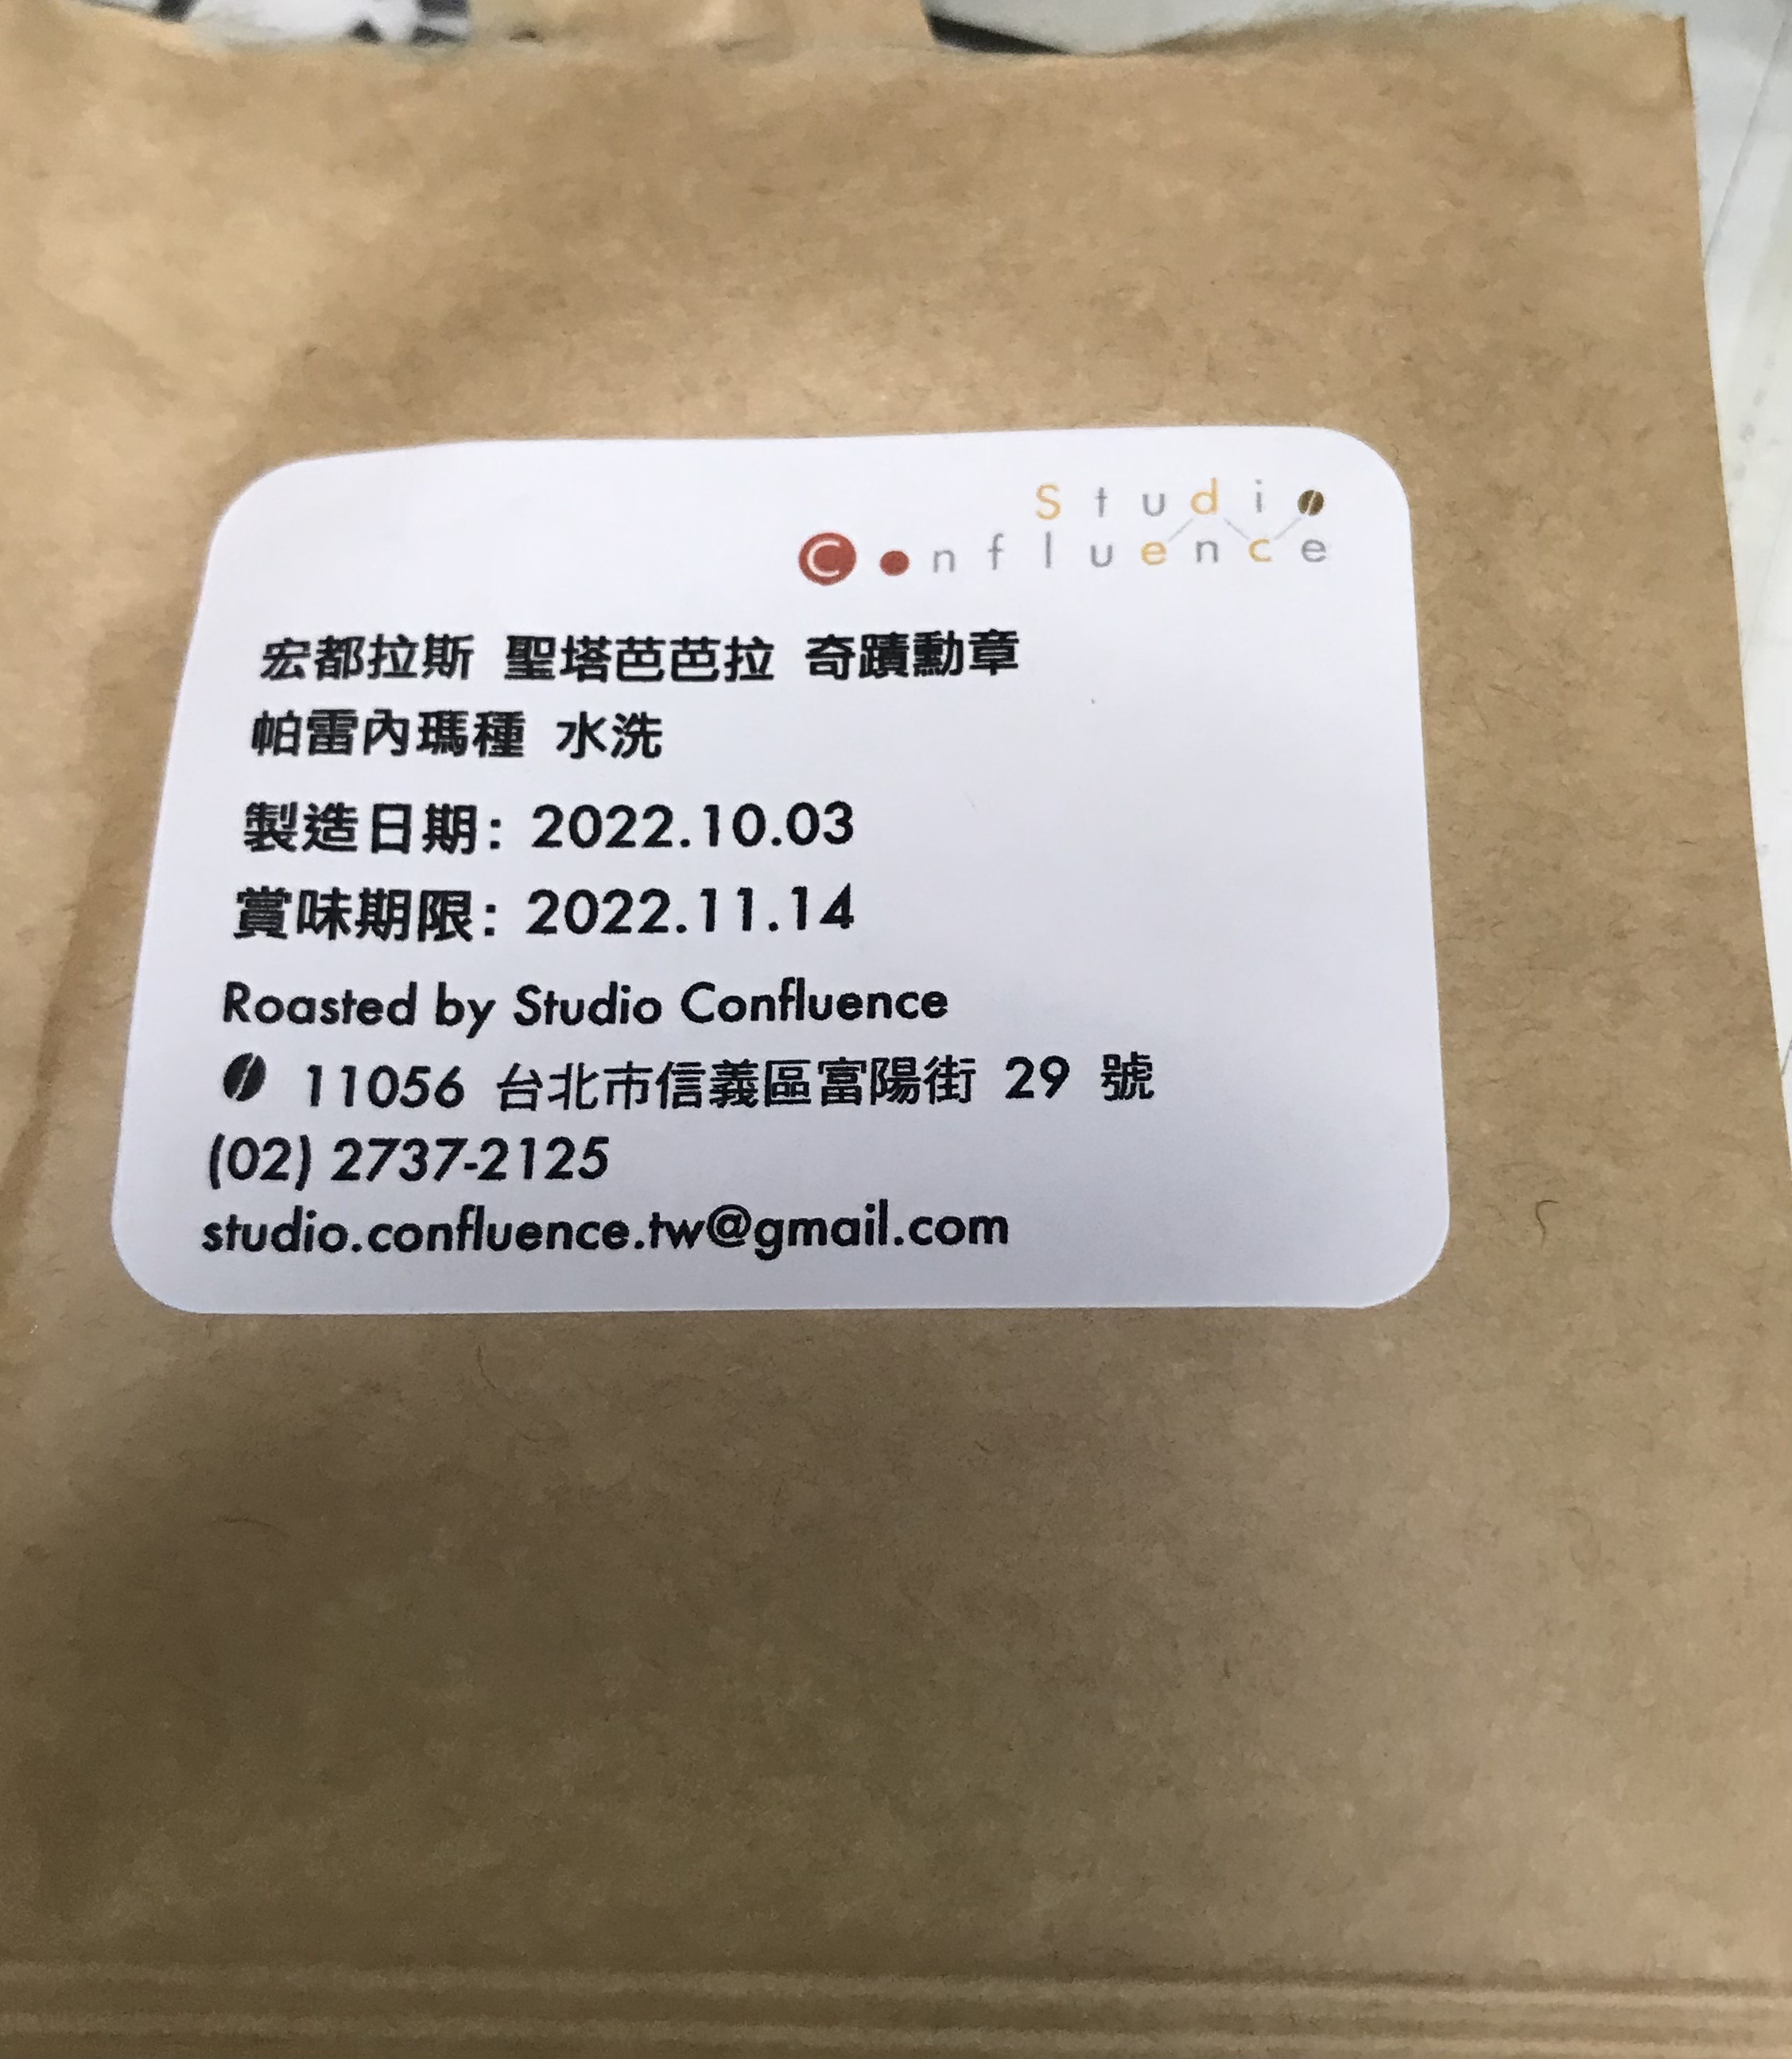 Studio
Confluence
宏都拉斯 聖塔芭芭拉 奇蹟勳章
帕雷內瑪種 水洗
製造日期: 2022.10.03
賞味期限: 2022.11.14
Roasted by Studio Confluence
11056 台北市信義區富陽街 29 號
(02) 2737-2125
studio.confluence.tw@gmail.com